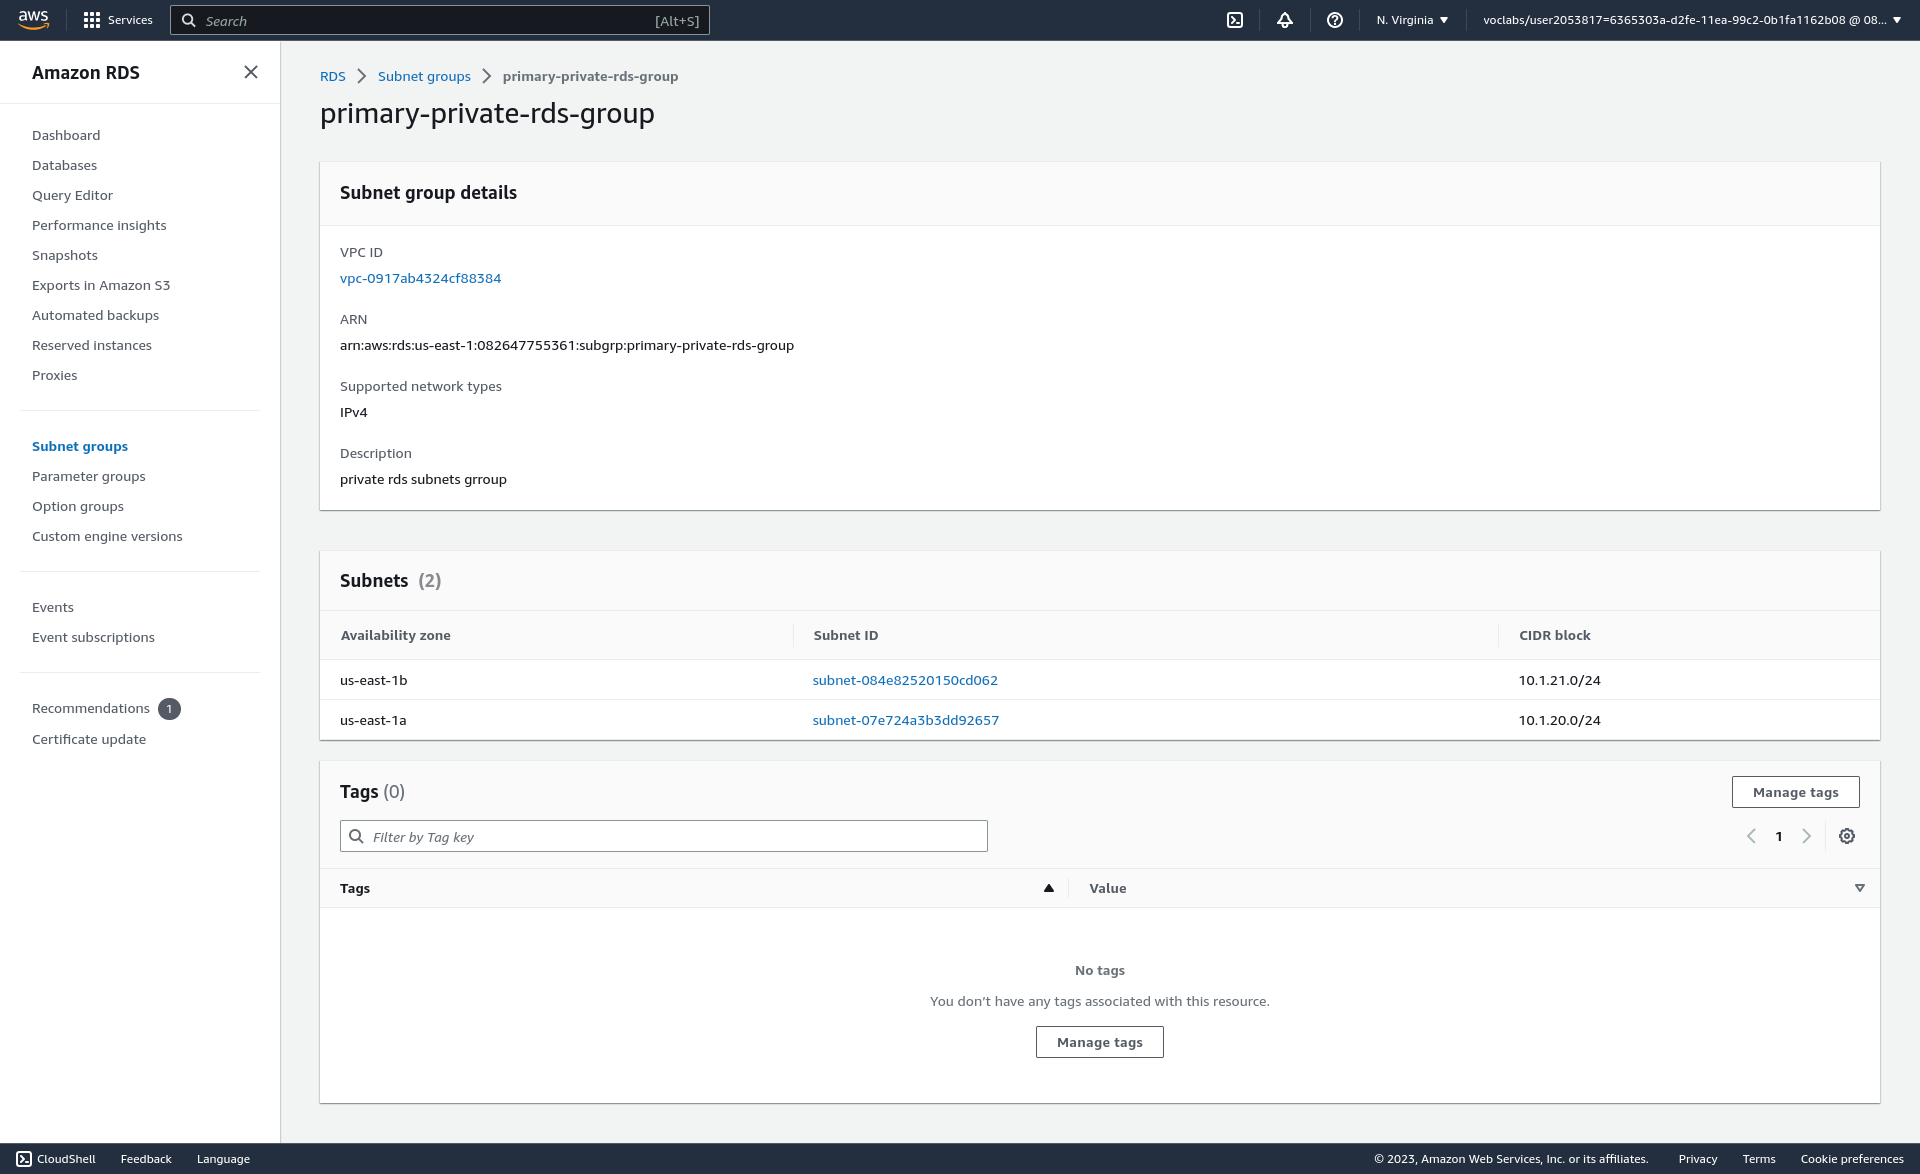 aws
Services
Search [Alt+S]
N. Virginia
voclabs/user2053817=6365303a-d2fe-11ea-99c2-0b1fa1162b08 @ 08...
Amazon RDS
Dashboard
Databases
Query Editor
Performance insights
Snapshots
Exports in Amazon S3
Automated backups
Reserved instances
Proxies
Subnet groups
Parameter groups
Option groups
Custom engine versions
Events
Event subscriptions
Recommendations 1
Certificate update
RDS Subnet groups primary-private-rds-group
primary-private-rds-group
Subnet group details
VPC ID
vpc-0917ab4324cf88384
ARN
arn:aws:rds:us-east-1:082647755361:subgrp:primary-private-rds-group
Supported network types
IPv4
Description
private rds subnets grroup
Subnets (2)
Availability zone Subnet ID CIDR block
us-east-1b subnet-084e82520150cd062 10.1.21.0/24
us-east-1a subnet-07e724a3b3dd92657 10.1.20.0/24
Tags (0)
Manage tags
Filter by Tag key
1
Tags Value
No tags
You don't have any tags associated with this resource.
Manage tags
CloudShell Feedback Language
© 2023, Amazon Web Services, Inc. or its affiliates. Privacy Terms Cookie preferences